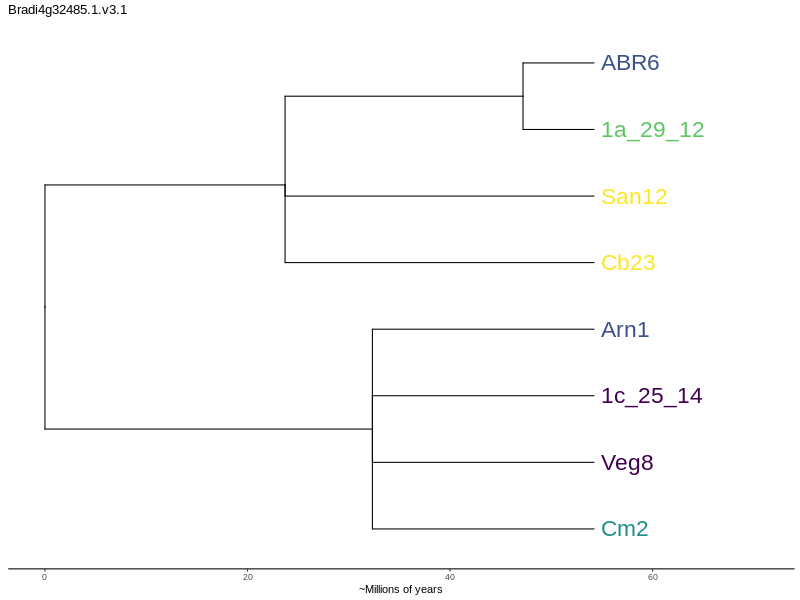 Bradi4g32485.1.v3.1
ABR6
1a_29_12
San12
Cb23
Arn1
1c_25_14
Veg8
Cm2
0 20 40 60
~Millions of years